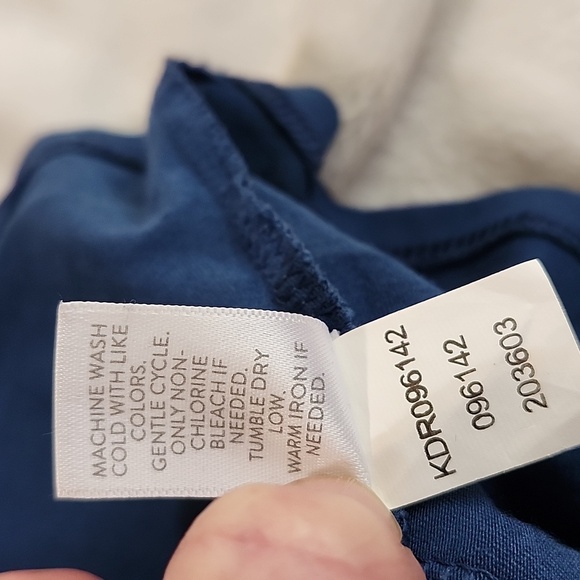 MACHINE WASH
COLD WITH LIKE
COLORS.
GENTLE CYCLE.
ONLY NON-
CHLORINE
BLEACH IF
NEEDED.
TUMBLE DRY
LOW.
WARM IRON IF
NEEDED.
KDR096142
096142
203603